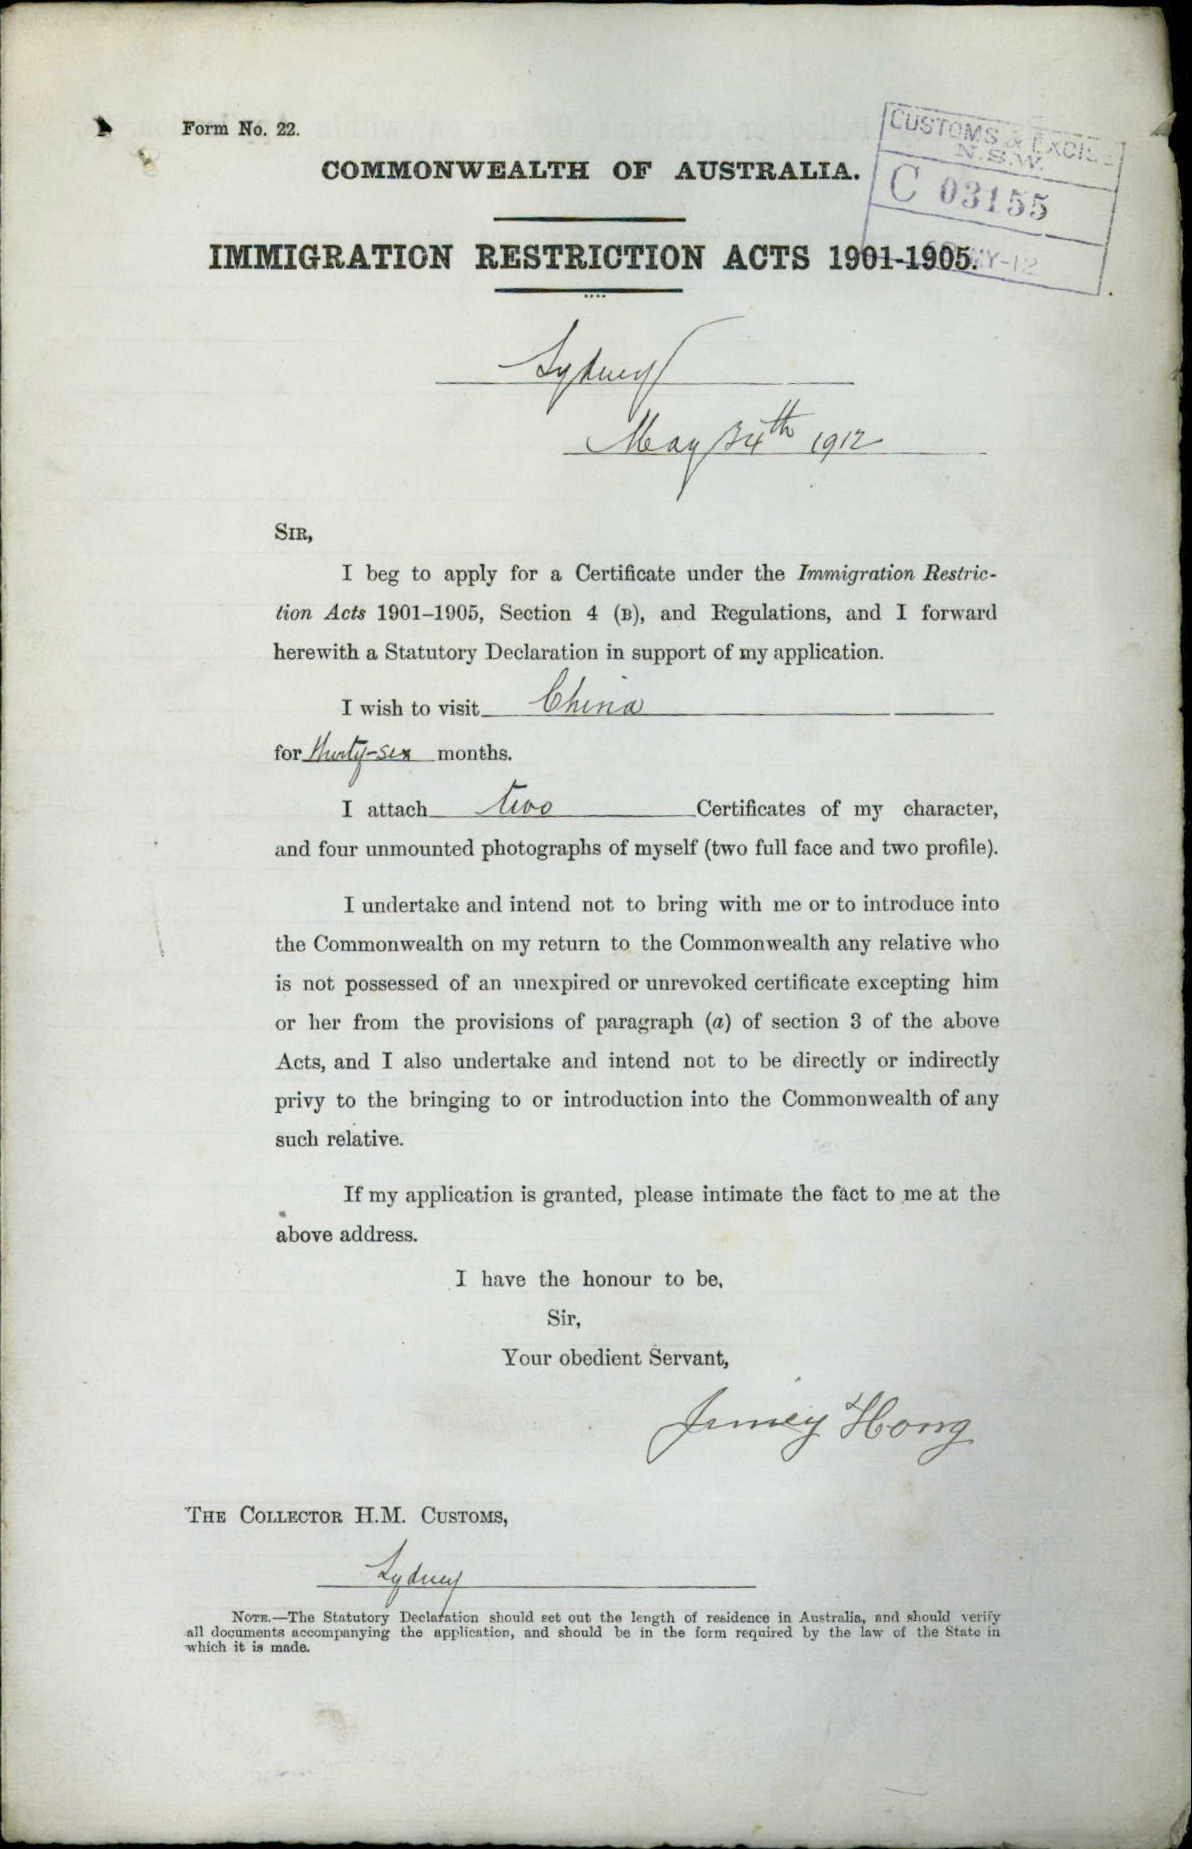 Form No. 22.
CUSTOMS & EXCISE
N.S.W.
COMMONWEALTH OF AUSTRALIA.
C 03155
IMMIGRATION RESTRICTION ACTS 1901-1905.
MY-12
Sydney
May 24th 1912
SIR,
I beg to apply for a Certificate under the Immigration Restric-
tion Acts 1901–1905, Section 4 (B), and Regulations, and I forward
herewith a Statutory Declaration in support of my application.
I wish to visit China
for thirty-six months.
I attach two Certificates of my character,
and four unmounted photographs of myself (two full face and two profile).
I undertake and intend not to bring with me or to introduce into
the Commonwealth on my return to the Commonwealth any relative who
is not possessed of an unexpired or unrevoked certificate excepting him
or her from the provisions of paragraph (a) of section 3 of the above
Acts, and I also undertake and intend not to be directly or indirectly
privy to the bringing to or introduction into the Commonwealth of any
such relative.
If my application is granted, please intimate the fact to me at the
above address.
I have the honour to be,
Sir,
Your obedient Servant,
Jimmy Hong
THE COLLECTOR H.M. CUSTOMS,
Sydney
NOTE.—The Statutory Declaration should set out the length of residence in Australia, and should verify
all documents accompanying the application, and should be in the form required by the law of the State in
which it is made.